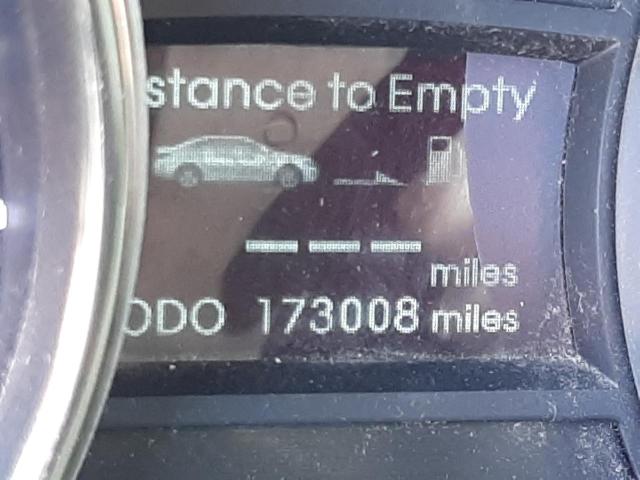 stance to Empty
--- miles
ODO 173008 miles